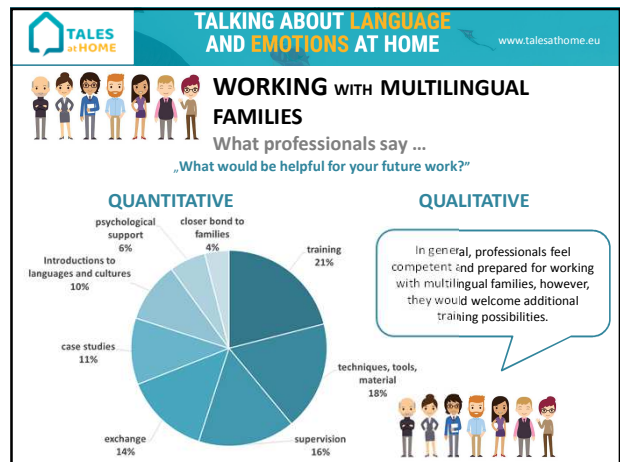 TALES
at HOME
TALKING ABOUT LANGUAGE
AND EMOTIONS AT HOME
www.talesathome.eu
WORKING WITH MULTILINGUAL
FAMILIES
What professionals say …
„What would be helpful for your future work?”
QUANTITATIVE
psychological
support
6%
closer bond to
families
4%
training
21%
Introductions to
languages and cultures
10%
case studies
11%
techniques, tools,
material
18%
exchange
14%
supervision
16%
QUALITATIVE
In general, professionals feel
competent and prepared for working
with multilingual families, however,
they would welcome additional
training possibilities.